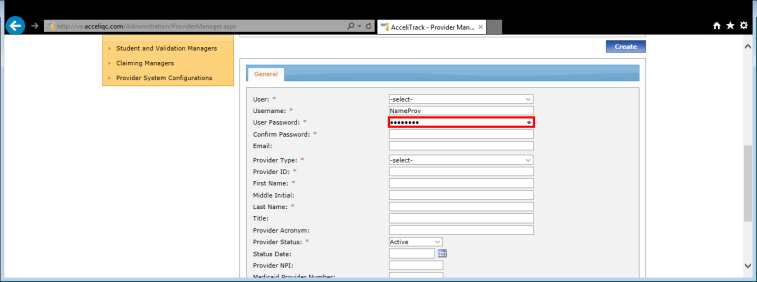 http://ve.acceliqc.com/Administration/ProviderManager.aspx
AcceliTrack - Provider Man...
Student and Validation Managers
Claiming Managers
Provider System Configurations
Create
General
User: * -select-
Username: * NameProv
User Password: * ••••••••
Confirm Password: *
Email:
Provider Type: * -select-
Provider ID: *
First Name: *
Middle Initial:
Last Name: *
Title:
Provider Acronym:
Provider Status: * Active
Status Date:
Provider NPI:
Medicaid Provider Number: